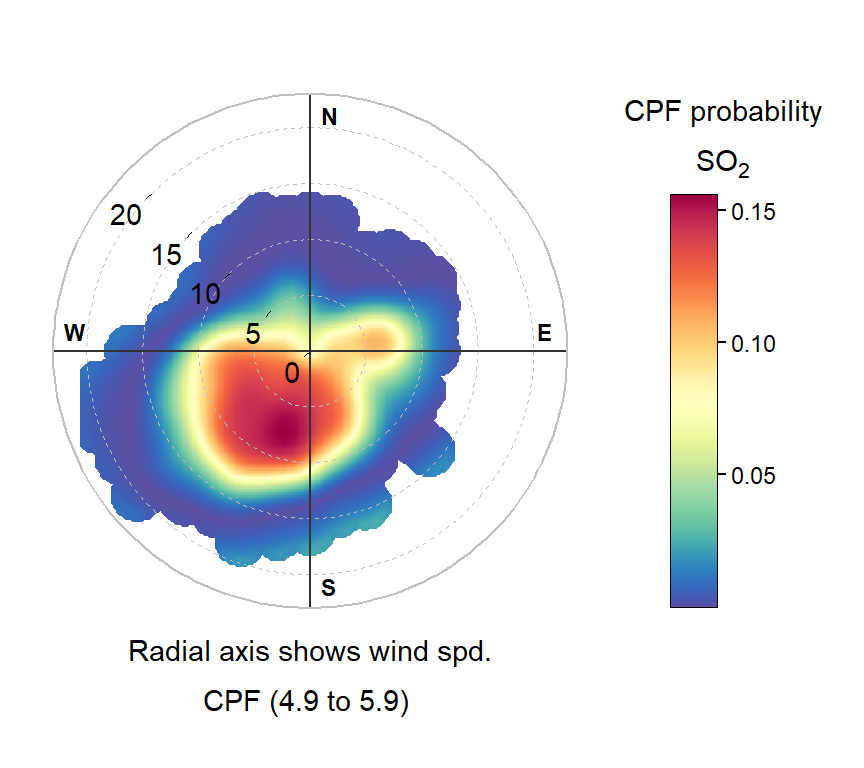 CPF probability
SO₂
N
20
15
10
5
0
W
E
S
0.15
0.10
0.05
Radial axis shows wind spd.
CPF (4.9 to 5.9)